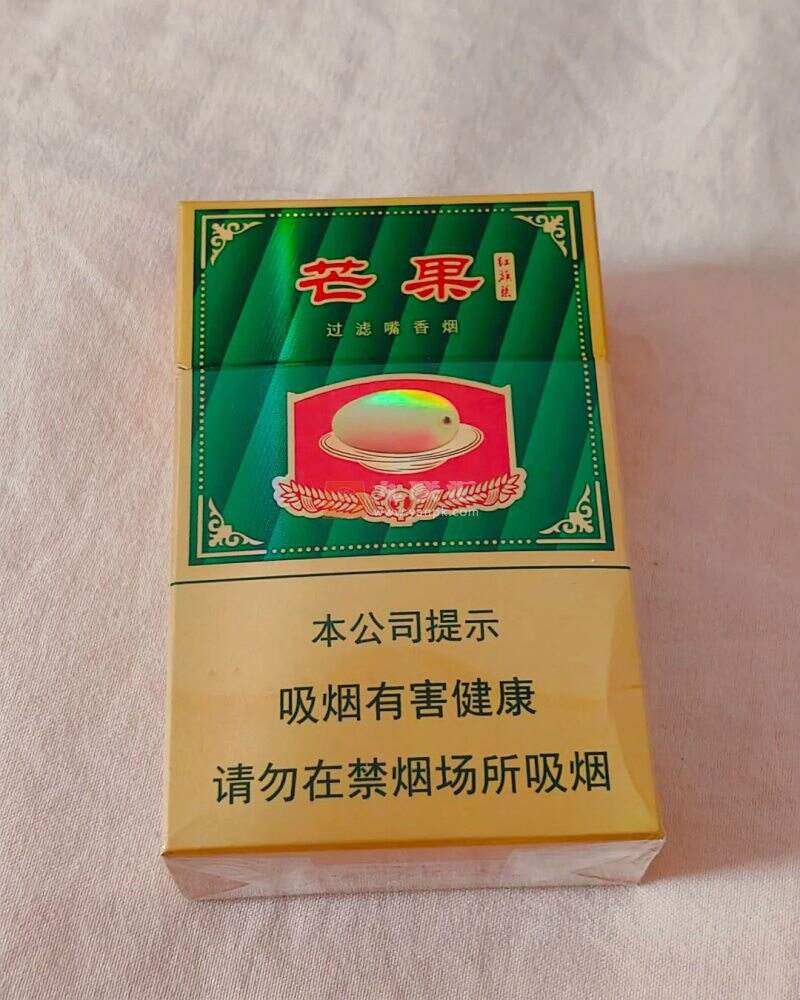 芒果
红旗渠
过滤嘴香烟
本公司提示
吸烟有害健康
请勿在禁烟场所吸烟